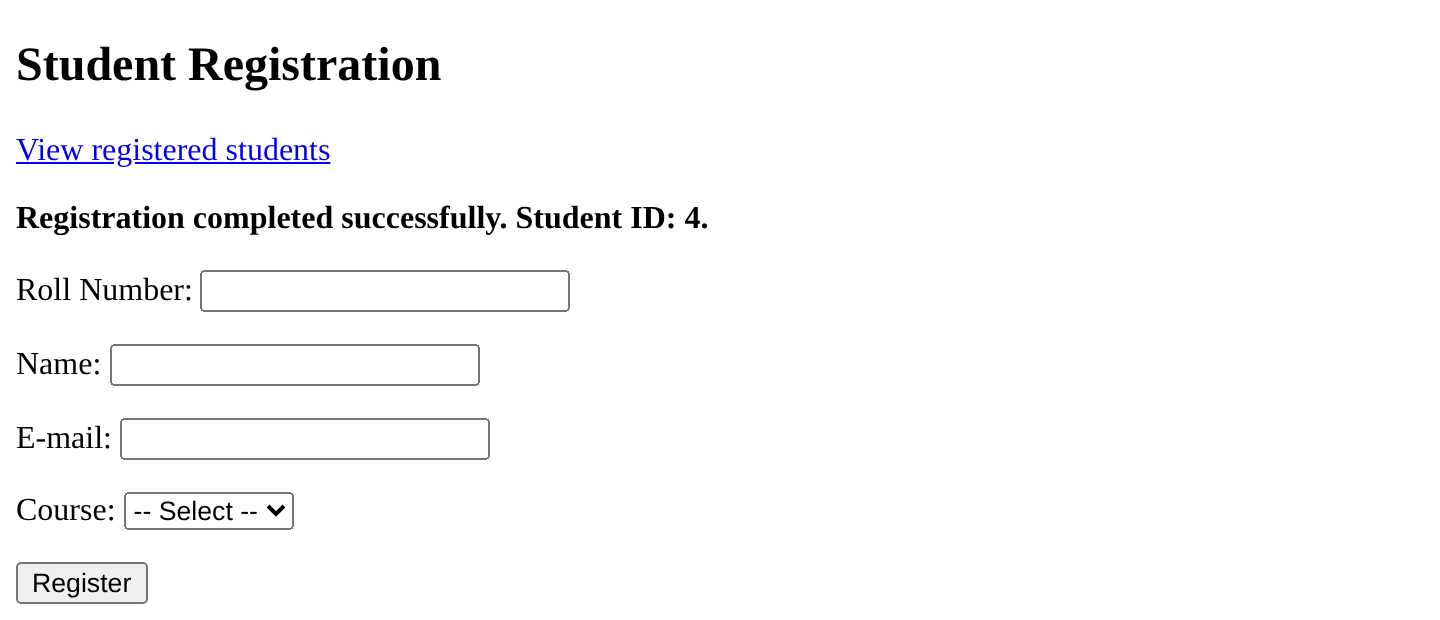 Student Registration
View registered students
Registration completed successfully. Student ID: 4.
Roll Number:
Name:
E-mail:
Course: -- Select --
Register